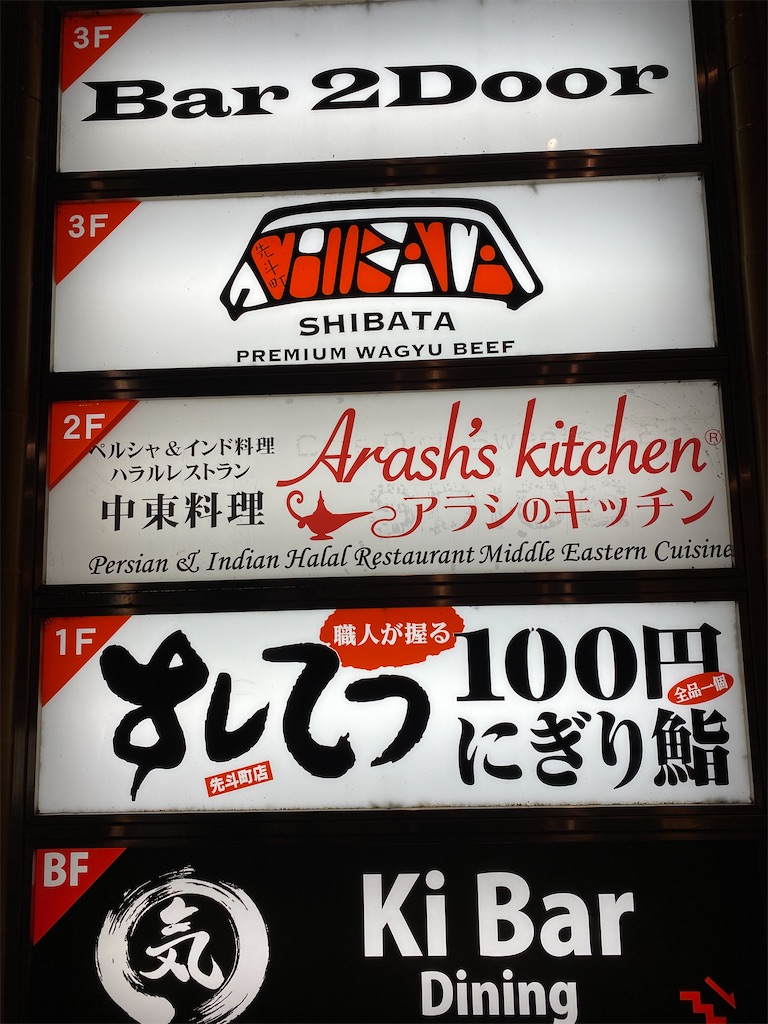 3F
Bar 2Door
3F
先斗町
SHIBATA
SHIBATA
PREMIUM WAGYU BEEF
2F
ペルシャ&インド料理
ハラルレストラン
中東料理
Arash's kitchen®
アラシのキッチン
Persian & Indian Halal Restaurant Middle Eastern Cuisine
1F
すしてつ
先斗町店
職人が握る
100円
全品一個
にぎり鮨
BF
気
Ki Bar
Dining